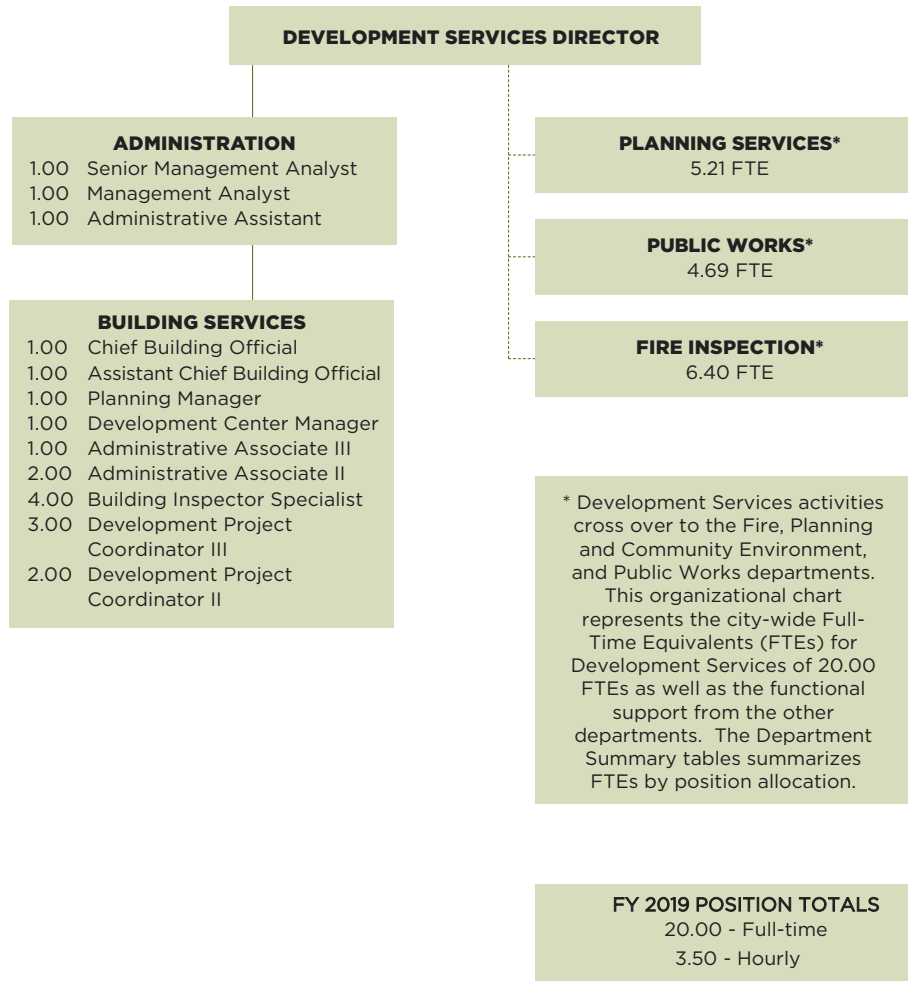 DEVELOPMENT SERVICES DIRECTOR
ADMINISTRATION
1.00 Senior Management Analyst
1.00 Management Analyst
1.00 Administrative Assistant
BUILDING SERVICES
1.00 Chief Building Official
1.00 Assistant Chief Building Official
1.00 Planning Manager
1.00 Development Center Manager
1.00 Administrative Associate III
2.00 Administrative Associate II
4.00 Building Inspector Specialist
3.00 Development Project
Coordinator III
2.00 Development Project
Coordinator II
PLANNING SERVICES*
5.21 FTE
PUBLIC WORKS*
4.69 FTE
FIRE INSPECTION*
6.40 FTE
* Development Services activities
cross over to the Fire, Planning
and Community Environment,
and Public Works departments.
This organizational chart
represents the city-wide Full-
Time Equivalents (FTEs) for
Development Services of 20.00
FTEs as well as the functional
support from the other
departments. The Department
Summary tables summarizes
FTEs by position allocation.
FY 2019 POSITION TOTALS
20.00 - Full-time
3.50 - Hourly